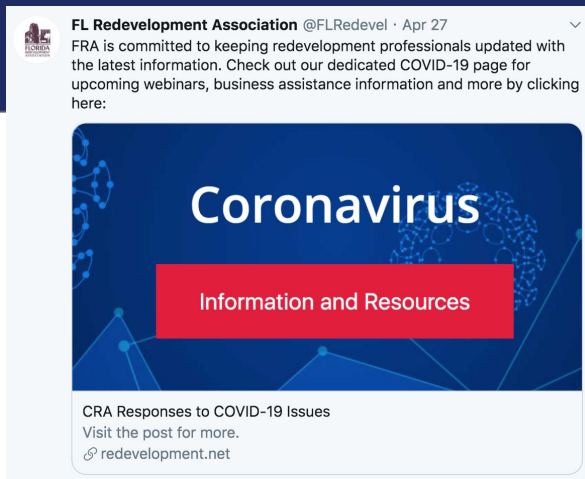 FL Redevelopment Association @FLRedevel · Apr 27
FRA is committed to keeping redevelopment professionals updated with
the latest information. Check out our dedicated COVID-19 page for
upcoming webinars, business assistance information and more by clicking
here:
FLORIDA
Coronavirus
Information and Resources
CRA Responses to COVID-19 Issues
Visit the post for more.
redevelopment.net